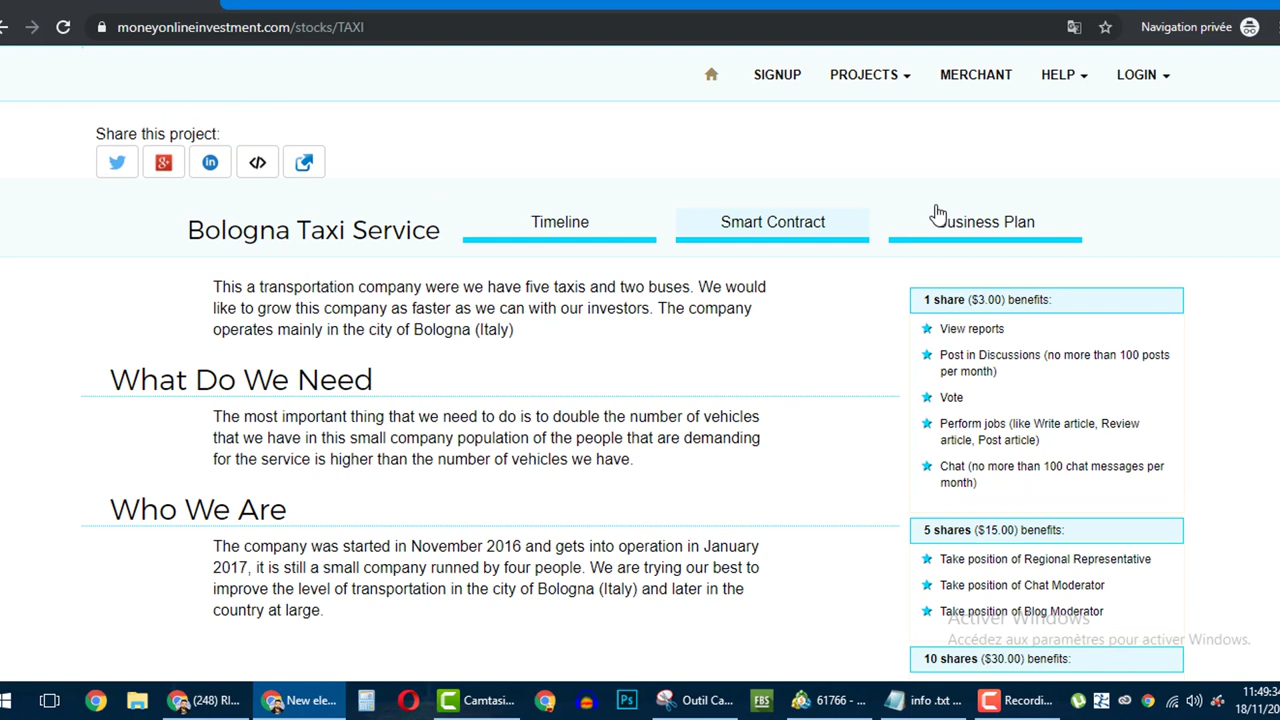 moneyonlineinvestment.com/stocks/TAXI
Navigation privée
SIGNUP
PROJECTS
MERCHANT
HELP
LOGIN
Share this project:
Bologna Taxi Service
Timeline
Smart Contract
Business Plan
This a transportation company were we have five taxis and two buses. We would
like to grow this company as faster as we can with our investors. The company
operates mainly in the city of Bologna (Italy)
What Do We Need
The most important thing that we need to do is to double the number of vehicles
that we have in this small company population of the people that are demanding
for the service is higher than the number of vehicles we have.
Who We Are
The company was started in November 2016 and gets into operation in January
2017, it is still a small company runned by four people. We are trying our best to
improve the level of transportation in the city of Bologna (Italy) and later in the
country at large.
1 share ($3.00) benefits:
View reports
Post in Discussions (no more than 100 posts
per month)
Vote
Perform jobs (like Write article, Review
article, Post article)
Chat (no more than 100 chat messages per
month)
5 shares ($15.00) benefits:
Take position of Regional Representative
Take position of Chat Moderator
Take position of Blog Moderator
Activer Windows
Accédez aux paramètres pour activer Windows.
10 shares ($30.00) benefits:
(248) RI...
New ele...
Camtasi...
Ps
Outil Ca...
FBS
61766 - ...
info .txt ...
Recordi...
11:49:34
18/11/20